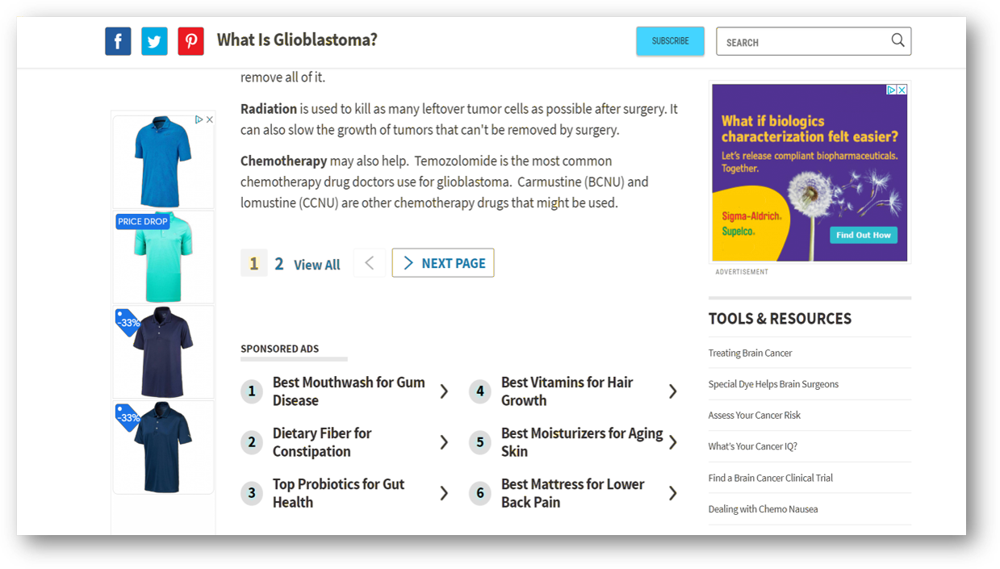 What Is Glioblastoma?
SUBSCRIBE
SEARCH
remove all of it.
Radiation is used to kill as many leftover tumor cells as possible after surgery. It
can also slow the growth of tumors that can't be removed by surgery.
Chemotherapy may also help.  Temozolomide is the most common
chemotherapy drug doctors use for glioblastoma.  Carmustine (BCNU) and
lomustine (CCNU) are other chemotherapy drugs that might be used.
1 2 View All
NEXT PAGE
PRICE DROP
-33%
-33%
SPONSORED ADS
1 Best Mouthwash for Gum
Disease
2 Dietary Fiber for
Constipation
3 Top Probiotics for Gut
Health
4 Best Vitamins for Hair
Growth
5 Best Moisturizers for Aging
Skin
6 Best Mattress for Lower
Back Pain
What if biologics
characterization felt easier?
Let's release compliant biopharmaceuticals.
Together.
Sigma-Aldrich.
Supelco.
Find Out How
ADVERTISEMENT
TOOLS & RESOURCES
Treating Brain Cancer
Special Dye Helps Brain Surgeons
Assess Your Cancer Risk
What's Your Cancer IQ?
Find a Brain Cancer Clinical Trial
Dealing with Chemo Nausea